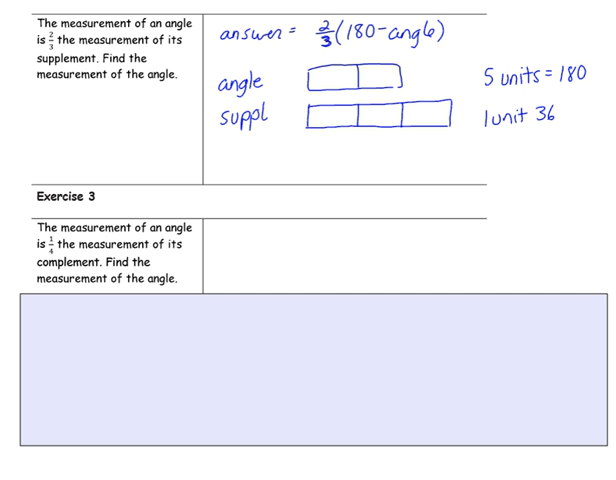 The measurement of an angle
is 2/3 the measurement of its
supplement. Find the
measurement of the angle.
answer = 2/3 (180 - angle)
angle
5 units = 180
suppl
1 unit 36
Exercise 3
The measurement of an angle
is 1/4 the measurement of its
complement. Find the
measurement of the angle.